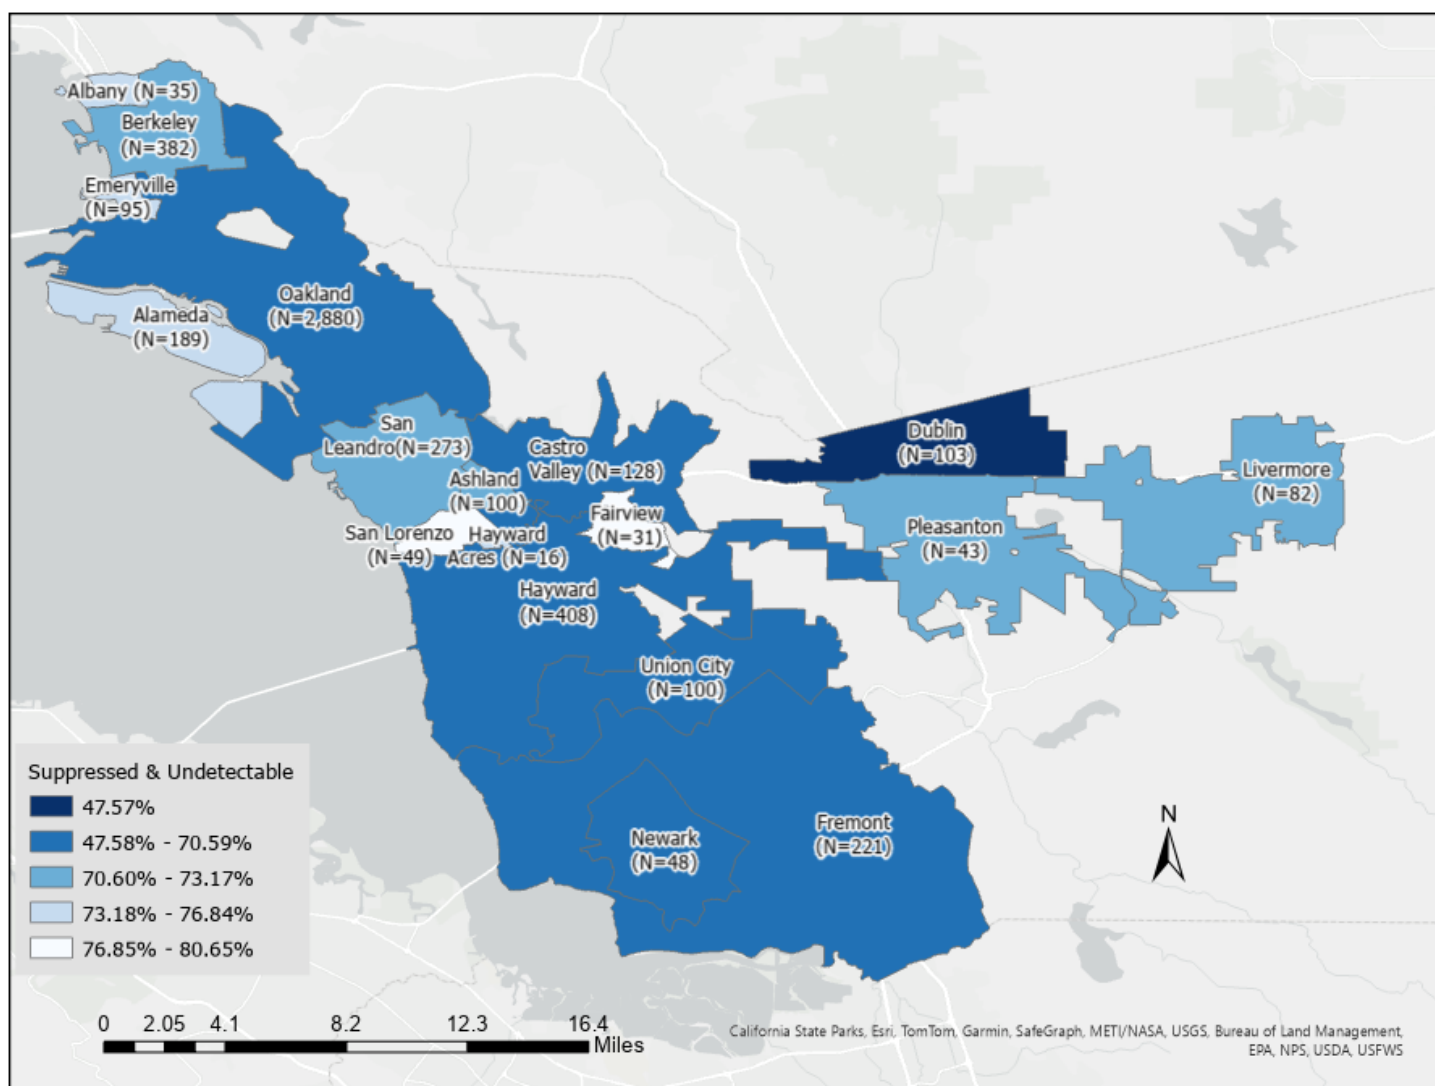 Albany (N=35)
Berkeley
(N=382)
Emeryville
(N=95)
Oakland
(N=2,880)
Alameda
(N=189)
San
Leandro(N=273)
Castro
Valley (N=128)
Ashland
(N=100)
Fairview
(N=31)
San Lorenzo
(N=49)
Hayward
Acres (N=16)
Hayward
(N=408)
Dublin
(N=103)
Livermore
(N=82)
Pleasanton
(N=43)
Union City
(N=100)
Newark
(N=48)
Fremont
(N=221)
N
Suppressed & Undetectable
47.57%
47.58% - 70.59%
70.60% - 73.17%
73.18% - 76.84%
76.85% - 80.65%
0 2.05 4.1 8.2 12.3 16.4
Miles
California State Parks, Esri, TomTom, Garmin, SafeGraph, METI/NASA, USGS, Bureau of Land Management,
EPA, NPS, USDA, USFWS